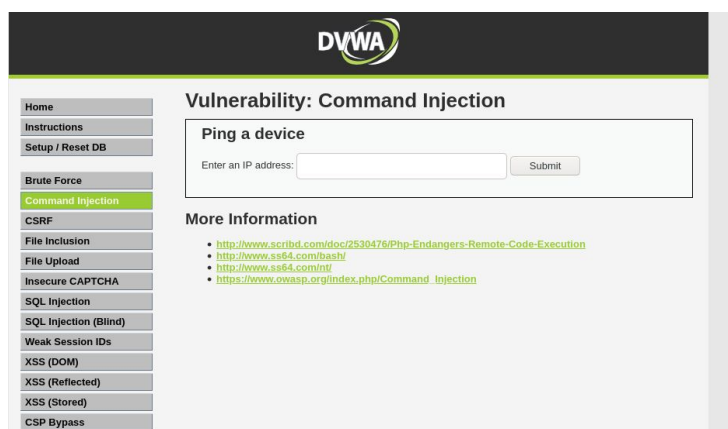 DVWA
Home
Instructions
Setup / Reset DB
Brute Force
Command Injection
CSRF
File Inclusion
File Upload
Insecure CAPTCHA
SQL Injection
SQL Injection (Blind)
Weak Session IDs
XSS (DOM)
XSS (Reflected)
XSS (Stored)
CSP Bypass
Vulnerability: Command Injection
Ping a device
Enter an IP address:
Submit
More Information
http://www.scribd.com/doc/2530476/Php-Endangers-Remote-Code-Execution
http://www.ss64.com/bash/
http://www.ss64.com/nt/
https://www.owasp.org/index.php/Command_Injection